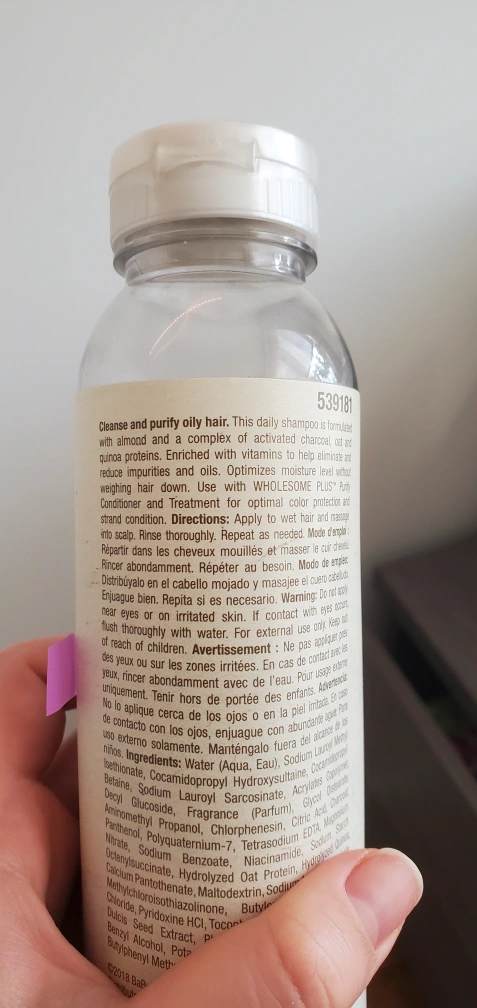 539181
Cleanse and purify oily hair. This daily shampoo is formulated
with almond and a complex of activated charcoal, oat and
quinoa proteins. Enriched with vitamins to help eliminate and
reduce impurities and oils. Optimizes moisture level without
weighing hair down. Use with WHOLESOME PLUS™ Purity
Conditioner and Treatment for optimal color protection and
strand condition. Directions: Apply to wet hair and massage
into scalp. Rinse thoroughly. Repeat as needed. Mode d'emploi :
Répartir dans les cheveux mouillés et masser le cuir chevelu.
Rincer abondamment. Répéter au besoin. Modo de empleo:
Distribúyalo en el cabello mojado y masajee el cuero cabelludo.
Enjuague bien. Repita si es necesario. Warning: Do not apply
near eyes or on irritated skin. If contact with eyes occurs,
flush thoroughly with water. For external use only. Keep out
of reach of children. Avertissement : Ne pas appliquer près
des yeux ou sur les zones irritées. En cas de contact avec les
yeux, rincer abondamment avec de l'eau. Pour usage externe
uniquement. Tenir hors de portée des enfants. Advertencia:
No lo aplique cerca de los ojos o en la piel irritada. En caso
de contacto con los ojos, enjuague con abundante agua. Para
uso externo solamente. Manténgalo fuera del alcance de los
niños. Ingredients: Water (Aqua, Eau), Sodium Lauroyl Methyl
Isethionate, Cocamidopropyl Hydroxysultaine, Cocamidopropyl
Betaine, Sodium Lauroyl Sarcosinate, Acrylates Copolymer,
Decyl Glucoside, Fragrance (Parfum), Glycol Distearate,
Aminomethyl Propanol, Chlorphenesin, Citric Acid, Charcoal
Panthenol, Polyquaternium-7, Tetrasodium EDTA, Magnesium
Nitrate, Sodium Benzoate, Niacinamide, Sodium Starch
Octenylsuccinate, Hydrolyzed Oat Protein, Hydrolyzed Quinoa
Calcium Pantothenate, Maltodextrin, Sodium
Methylchloroisothiazolinone,
Chloride, Pyridoxine HCl,
Dulcis Seed Extract,
Benzyl Alcohol,
Butylphenyl
©2018